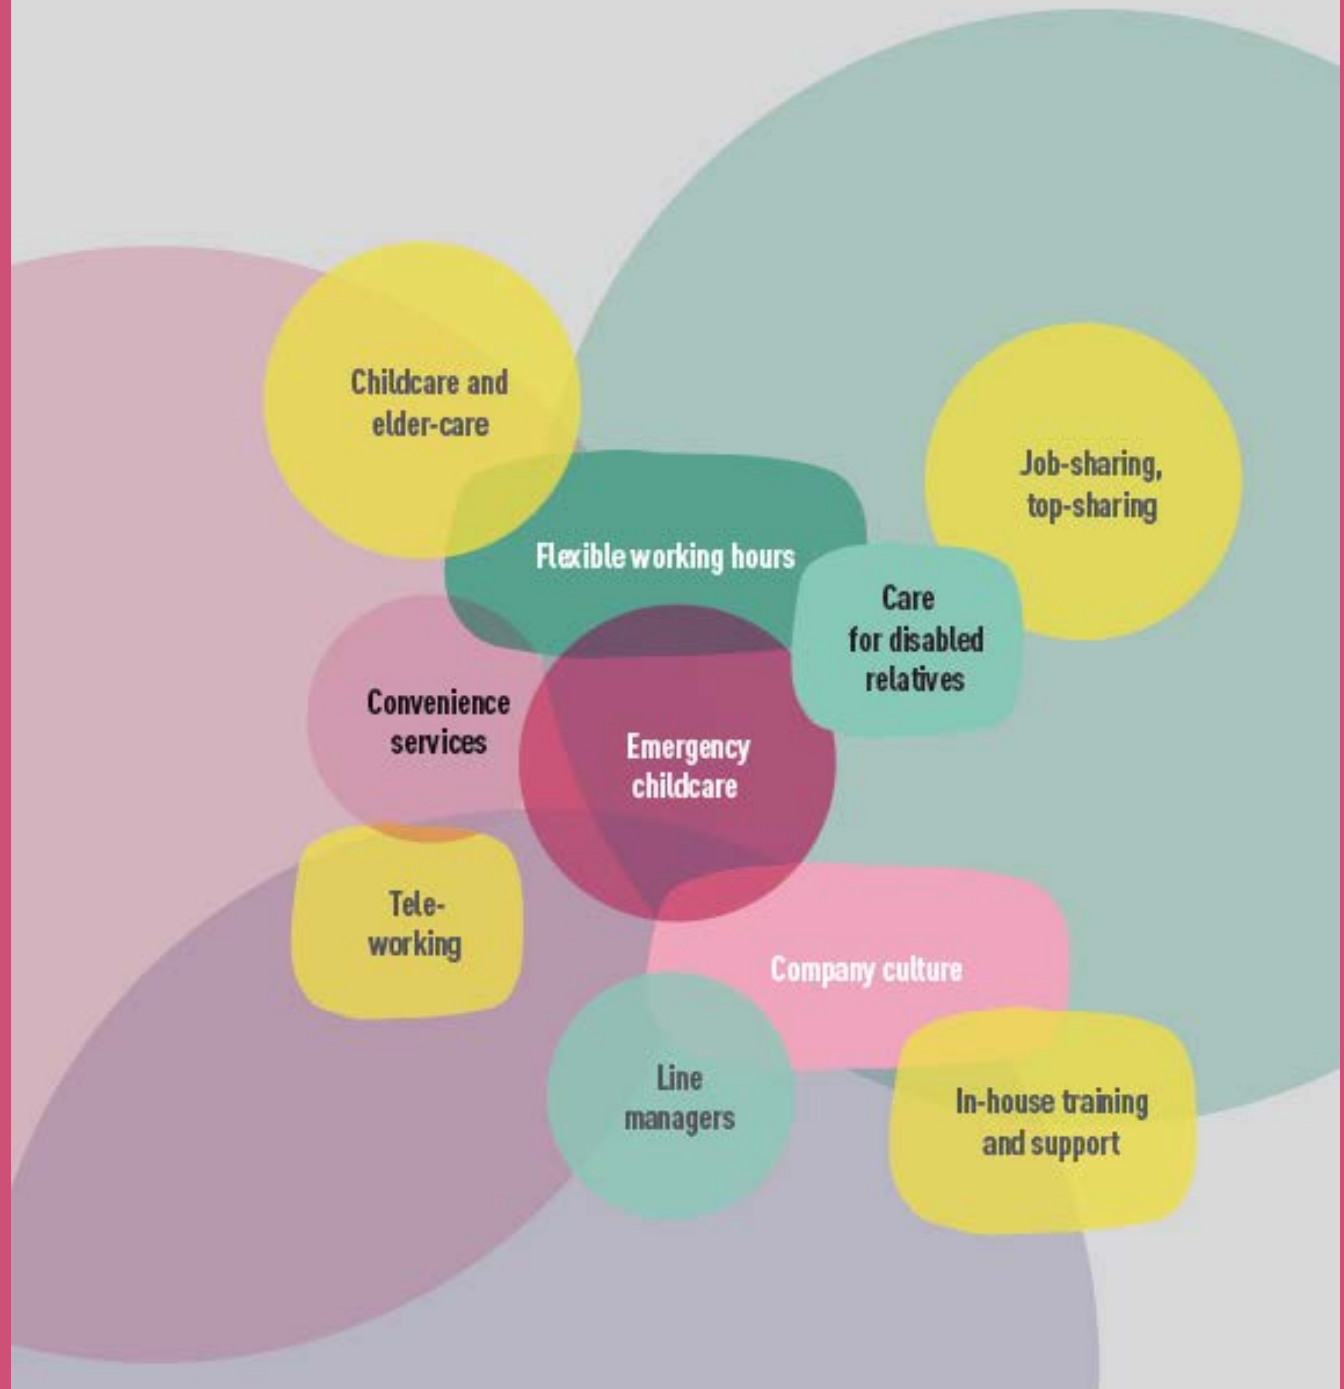 Childcare and
elder-care
Job-sharing,
top-sharing
Flexible working hours
Care
for disabled
relatives
Convenience
services
Emergency
childcare
Tele-
working
Company culture
Line
managers
In-house training
and support